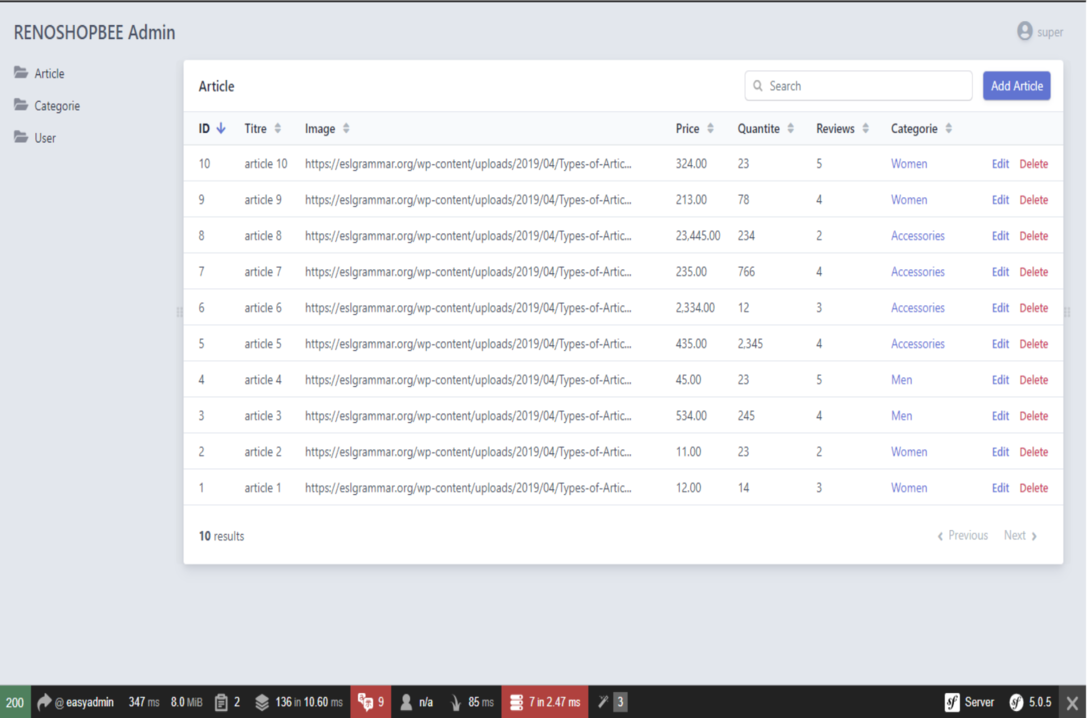 RENOSHOPBEE Admin
super
Article
Categorie
User
Article
Search
Add Article
ID Titre Image Price Quantite Reviews Categorie
10 article 10 https://eslgrammar.org/wp-content/uploads/2019/04/Types-of-Artic... 324.00 23 5 Women Edit Delete
9 article 9 https://eslgrammar.org/wp-content/uploads/2019/04/Types-of-Artic... 213.00 78 4 Women Edit Delete
8 article 8 https://eslgrammar.org/wp-content/uploads/2019/04/Types-of-Artic... 23,445.00 234 2 Accessories Edit Delete
7 article 7 https://eslgrammar.org/wp-content/uploads/2019/04/Types-of-Artic... 235.00 766 4 Accessories Edit Delete
6 article 6 https://eslgrammar.org/wp-content/uploads/2019/04/Types-of-Artic... 2,334.00 12 3 Accessories Edit Delete
5 article 5 https://eslgrammar.org/wp-content/uploads/2019/04/Types-of-Artic... 435.00 2,345 4 Accessories Edit Delete
4 article 4 https://eslgrammar.org/wp-content/uploads/2019/04/Types-of-Artic... 45.00 23 5 Men Edit Delete
3 article 3 https://eslgrammar.org/wp-content/uploads/2019/04/Types-of-Artic... 534.00 245 4 Men Edit Delete
2 article 2 https://eslgrammar.org/wp-content/uploads/2019/04/Types-of-Artic... 11.00 23 2 Women Edit Delete
1 article 1 https://eslgrammar.org/wp-content/uploads/2019/04/Types-of-Artic... 12.00 14 3 Women Edit Delete
10 results
Previous Next
200 @ easyadmin 347 ms 8.0 MiB 2 136 in 10.60 ms 9 n/a 85 ms 7 in 2.47 ms 3 sf Server sf 5.0.5